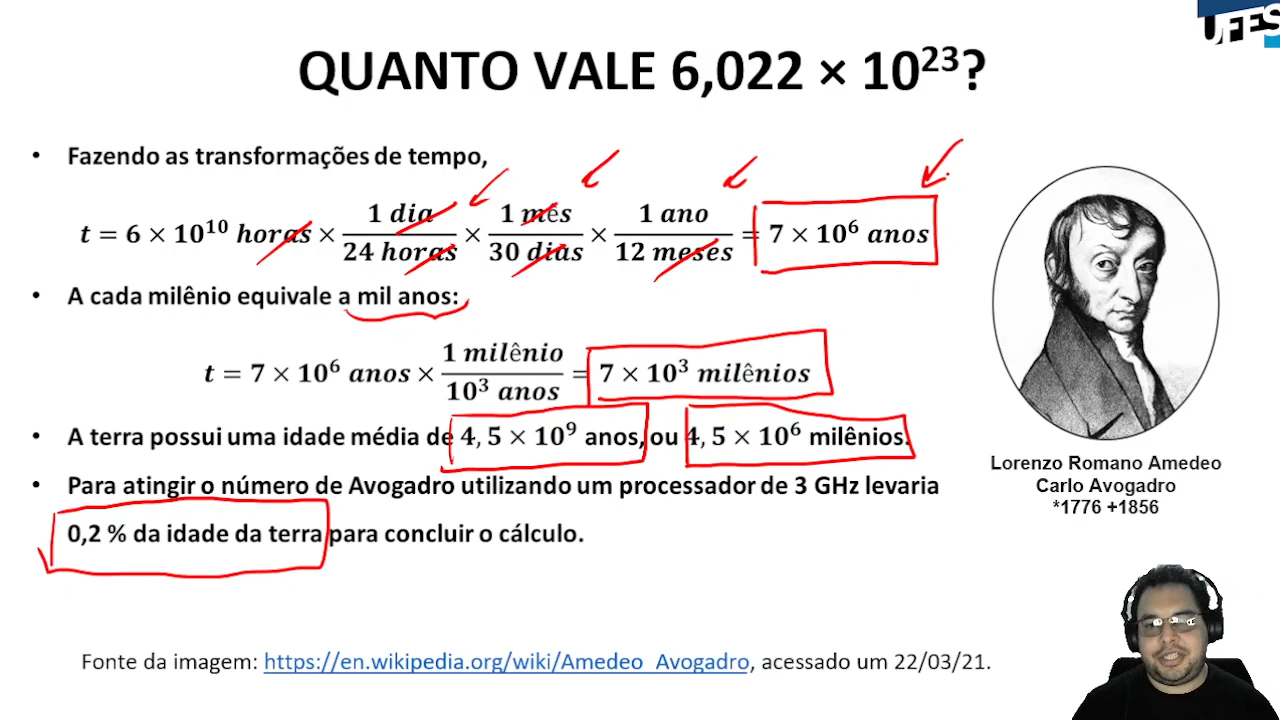 UFES
QUANTO VALE 6,022 × 10²³?
• Fazendo as transformações de tempo,
t = 6 × 10¹⁰ horas × 1 dia / 24 horas × 1 mês / 30 dias × 1 ano / 12 meses = 7 × 10⁶ anos
• A cada milênio equivale a mil anos:
t = 7 × 10⁶ anos × 1 milênio / 10³ anos = 7 × 10³ milênios
• A terra possui uma idade média de 4,5 × 10⁹ anos, ou 4,5 × 10⁶ milênios.
• Para atingir o número de Avogadro utilizando um processador de 3 GHz levaria
0,2 % da idade da terra para concluir o cálculo.
Lorenzo Romano Amedeo
Carlo Avogadro
*1776 +1856
Fonte da imagem: https://en.wikipedia.org/wiki/Amedeo_Avogadro, acessado um 22/03/21.